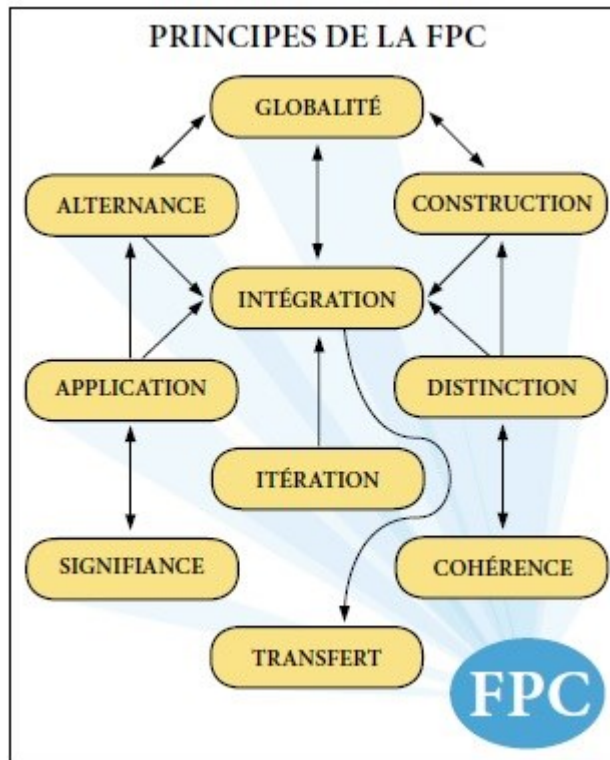 PRINCIPES DE LA FPC
GLOBALITÉ
ALTERNANCE
CONSTRUCTION
INTÉGRATION
APPLICATION
DISTINCTION
ITÉRATION
SIGNIFIANCE
COHÉRENCE
TRANSFERT
FPC